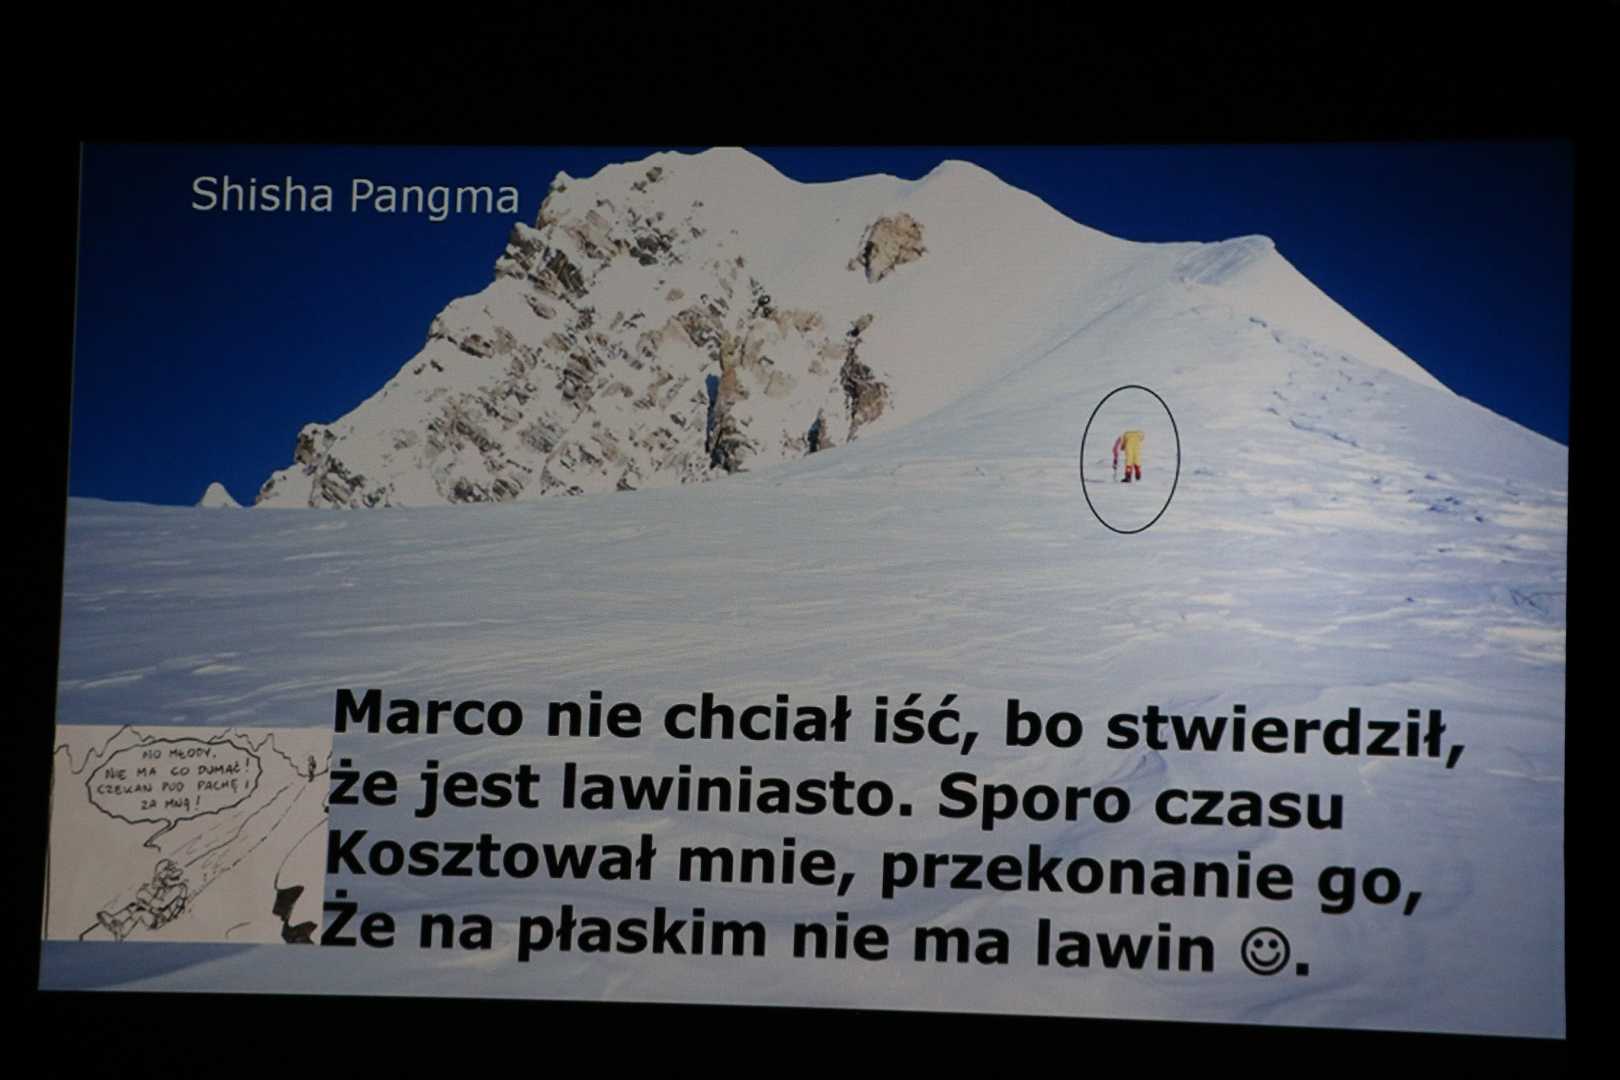 Shisha Pangma
Marco nie chciał iść, bo stwierdził,
że jest lawiniasto. Sporo czasu
Kosztował mnie, przekonanie go,
Że na płaskim nie ma lawin ☺.
NO MŁODY,
NIE MA CO DUMAĆ!
CZEKAN POD PACHĘ I
ZA MNĄ!